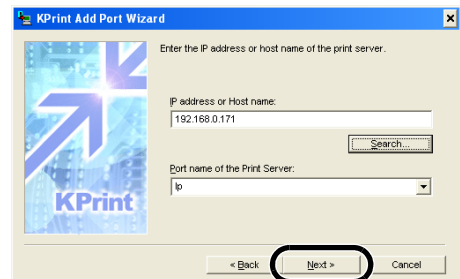 KPrint Add Port Wizard
Enter the IP address or host name of the print server.
IP address or Host name:
192.168.0.171
Search...
Port name of the Print Server:
lp
KPrint
« Back
Next »
Cancel